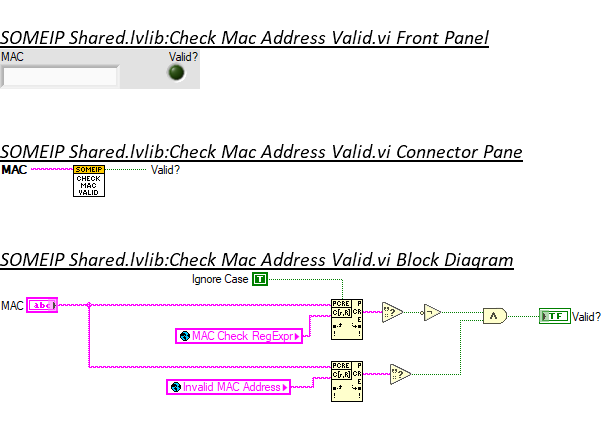 SOMEIP Shared.lvlib:Check Mac Address Valid.vi Front Panel
MAC Valid?
SOMEIP Shared.lvlib:Check Mac Address Valid.vi Connector Pane
MAC SOMEIP Valid?
CHECK
MAC
VALID
SOMEIP Shared.lvlib:Check Mac Address Valid.vi Block Diagram
Ignore Case T
MAC abc
PCRE P
C[,R] CR
E
?
TF Valid?
MAC Check RegExpr
PCRE P
C[,R] CR
E
?
Invalid MAC Address